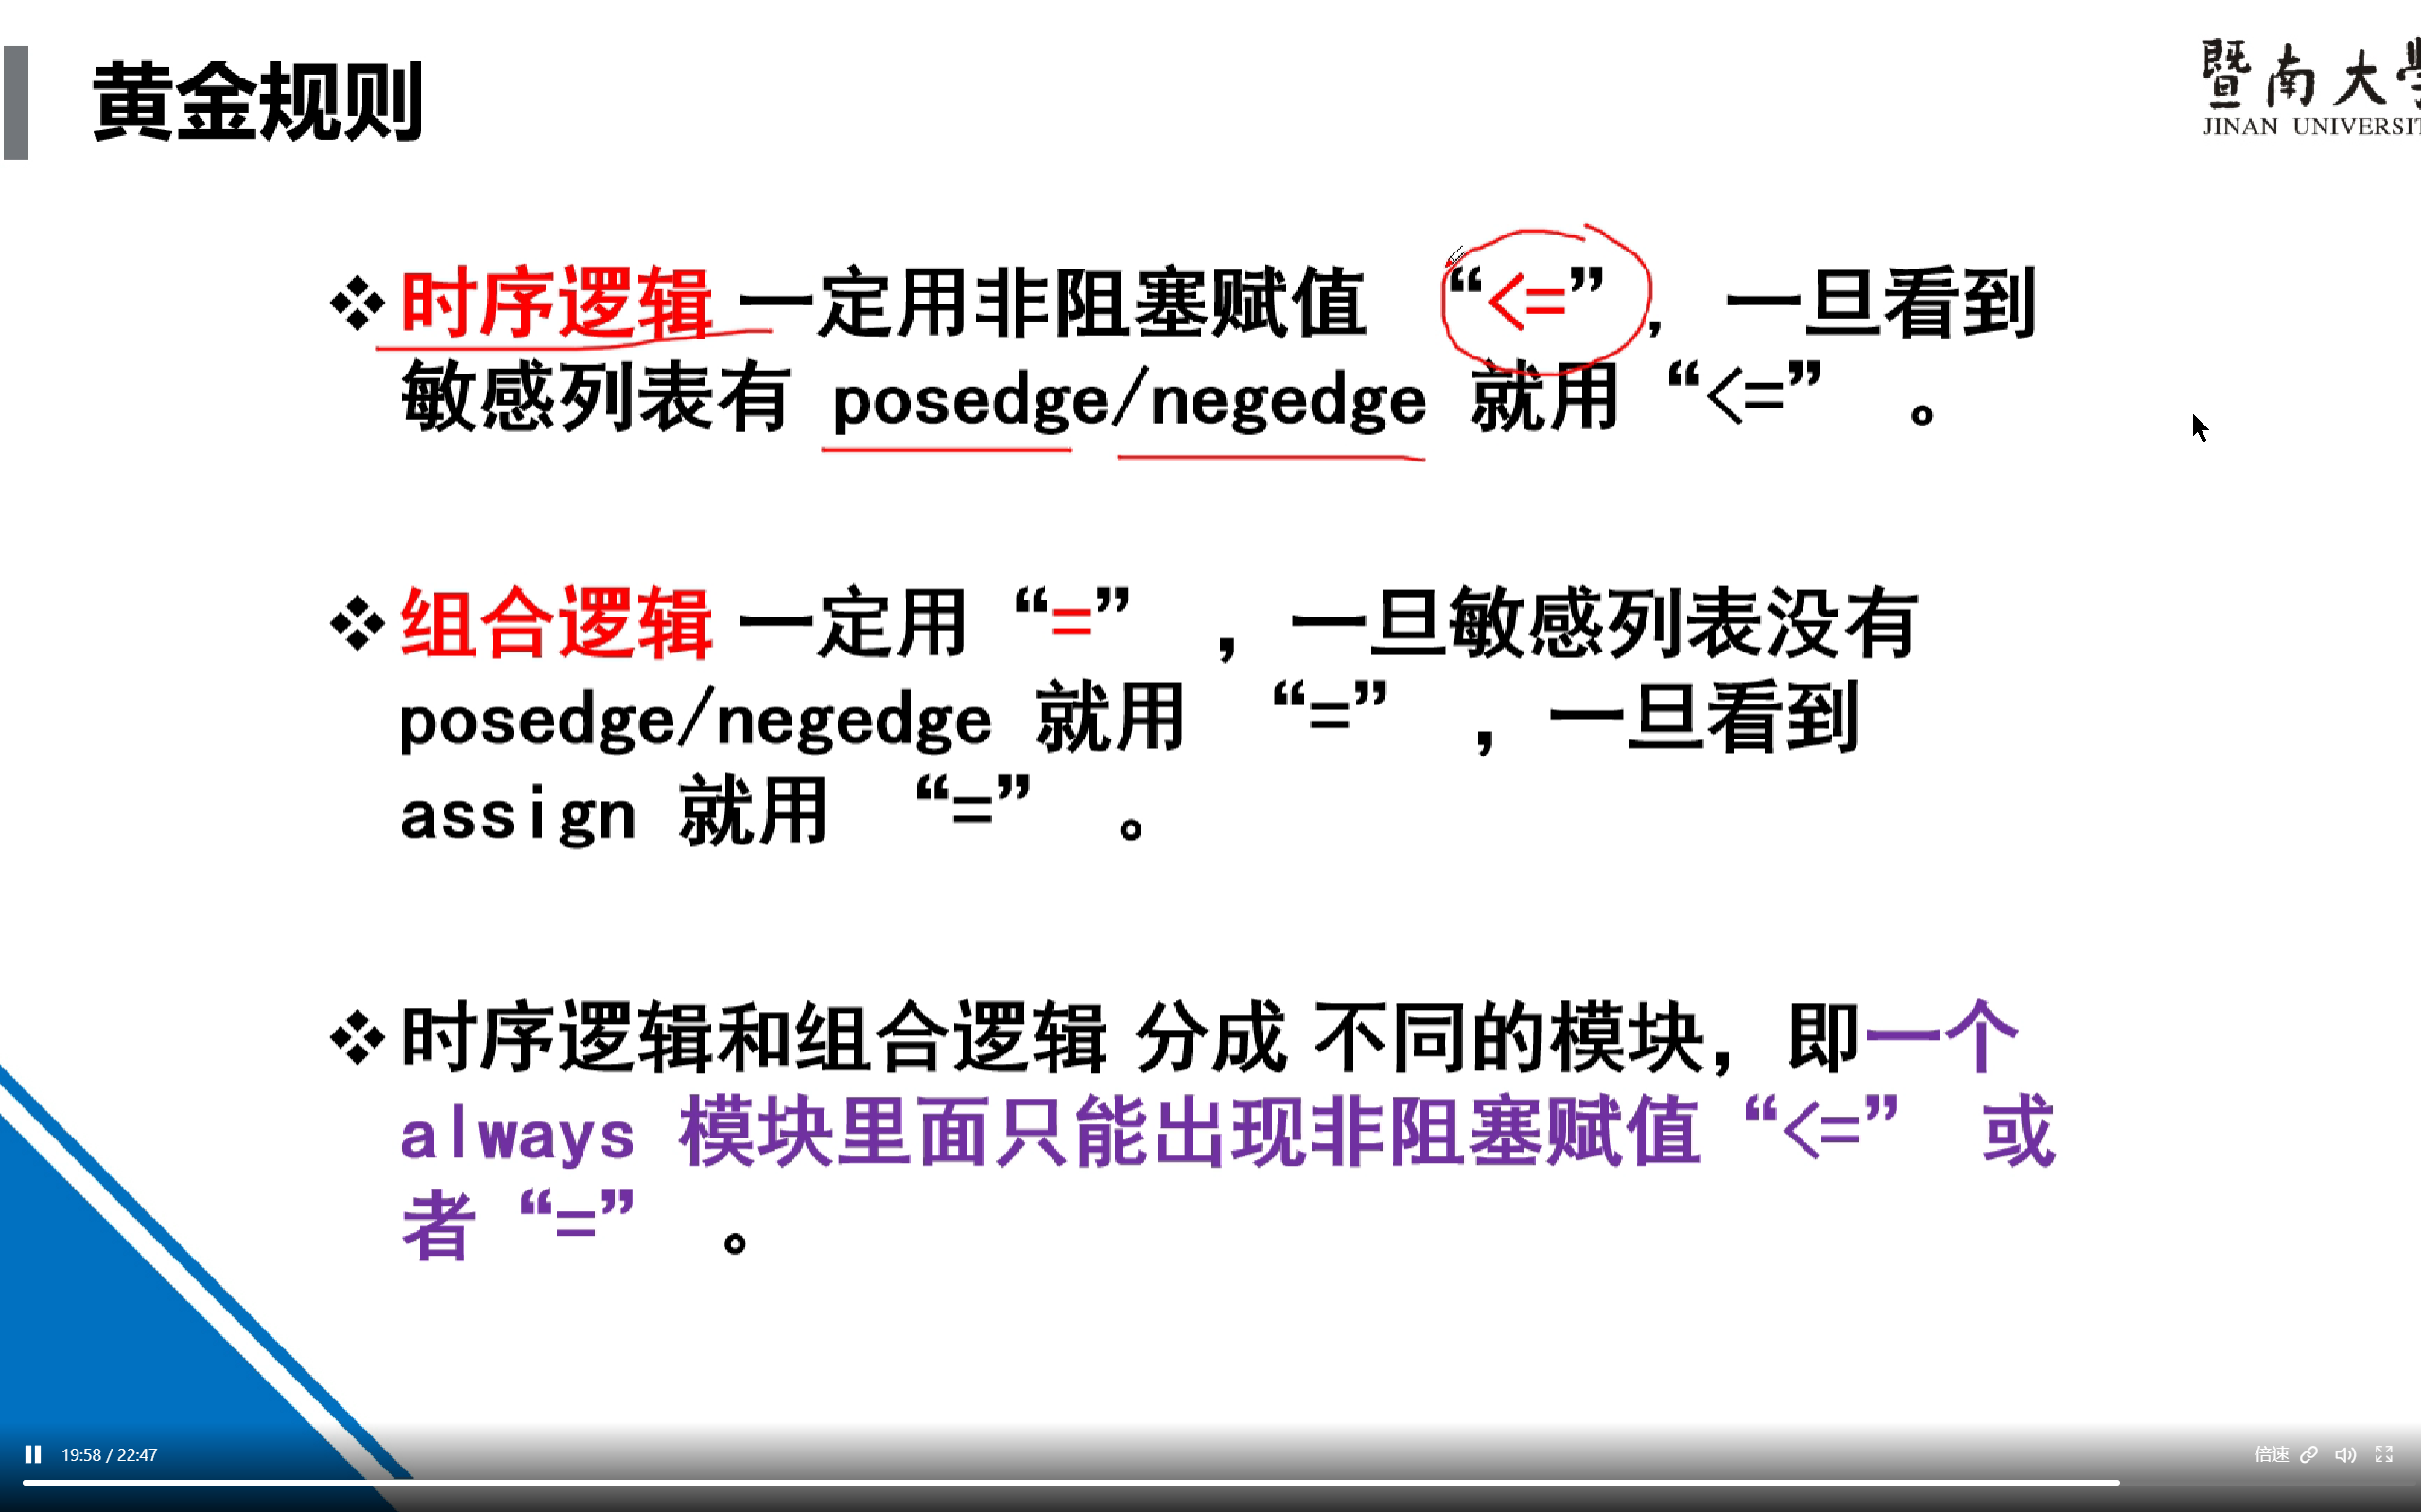 黄金规则
暨南大學
JINAN UNIVERSIT
❖时序逻辑 一定用非阻塞赋值 “<=”, 一旦看到
敏感列表有 posedge/negedge 就用“<=” 。
❖组合逻辑 一定用“=” ，一旦敏感列表没有
posedge/negedge 就用 “=” ，一旦看到
assign 就用 “=” 。
❖时序逻辑和组合逻辑 分成 不同的模块，即一个
always 模块里面只能出现非阻塞赋值“<=” 或
者“=” 。
19:58 / 22:47
倍速